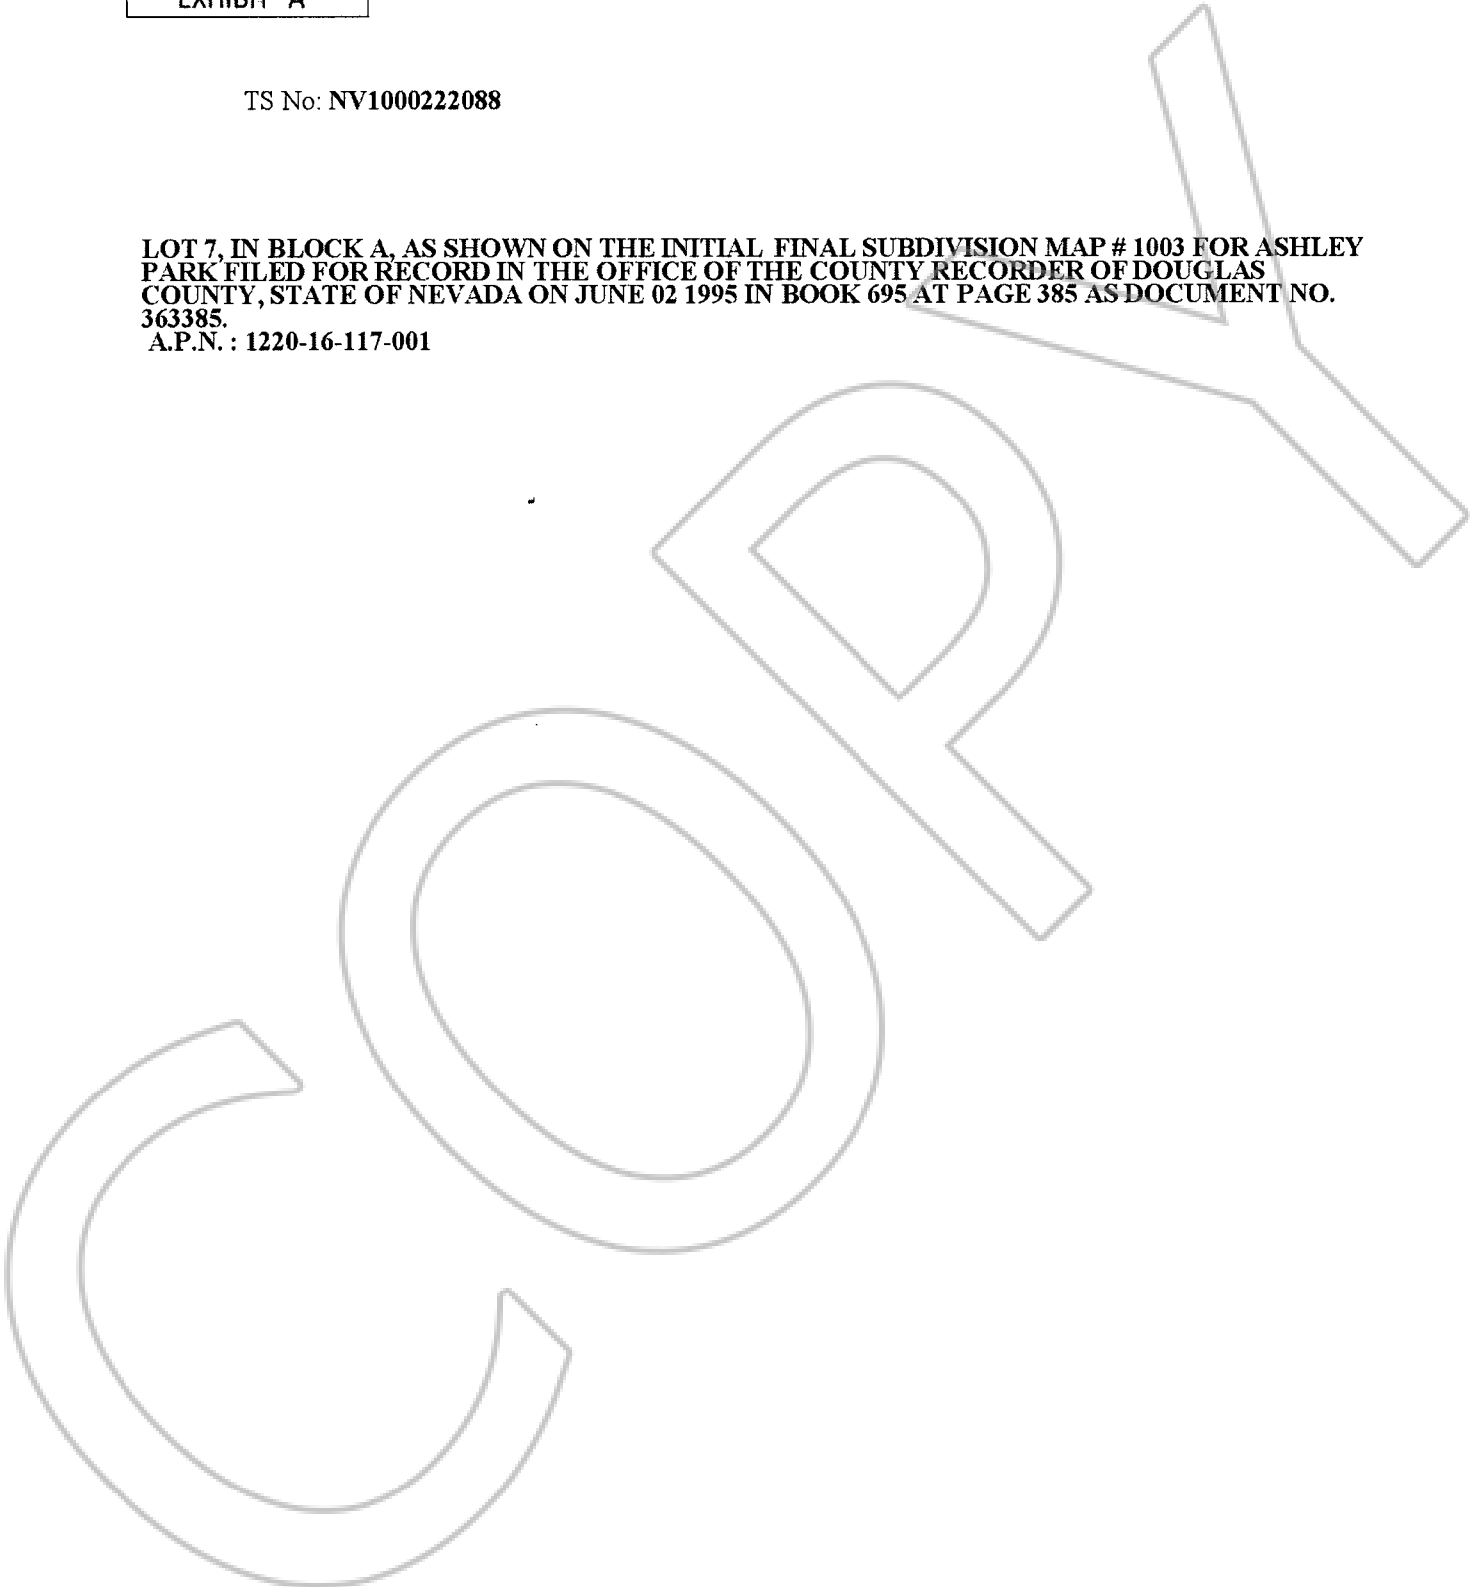 EXHIBIT "A"
TS No: NV1000222088
LOT 7, IN BLOCK A, AS SHOWN ON THE INITIAL FINAL SUBDIVISION MAP # 1003 FOR ASHLEY
PARK FILED FOR RECORD IN THE OFFICE OF THE COUNTY RECORDER OF DOUGLAS
COUNTY, STATE OF NEVADA ON JUNE 02 1995 IN BOOK 695 AT PAGE 385 AS DOCUMENT NO.
363385.
A.P.N. : 1220-16-117-001
COPY